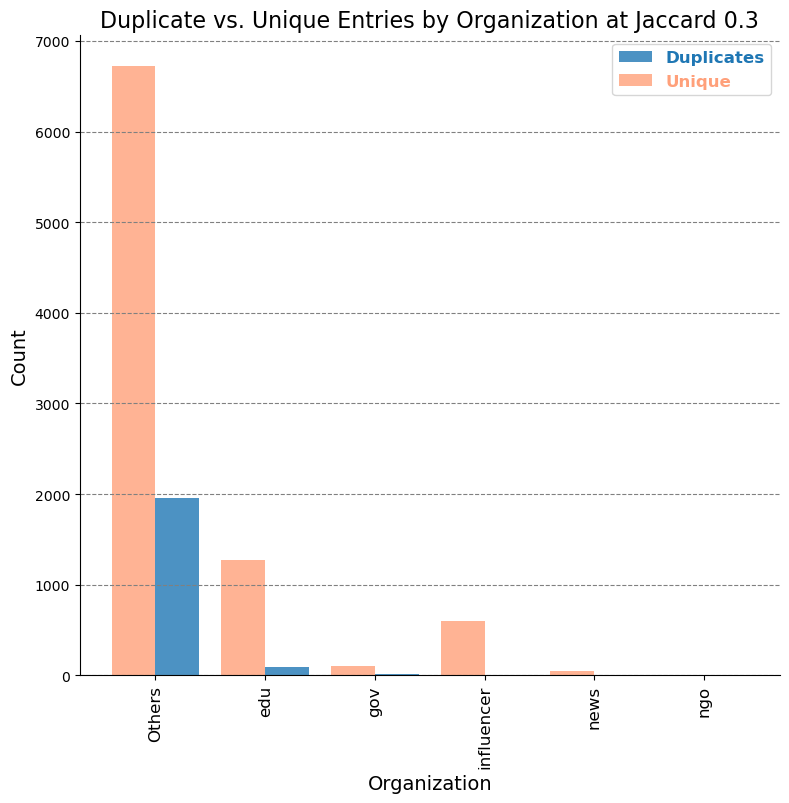 Duplicate vs. Unique Entries by Organization at Jaccard 0.3
Duplicates
Unique
Count
7000
6000
5000
4000
3000
2000
1000
0
Others
edu
gov
influencer
news
ngo
Organization